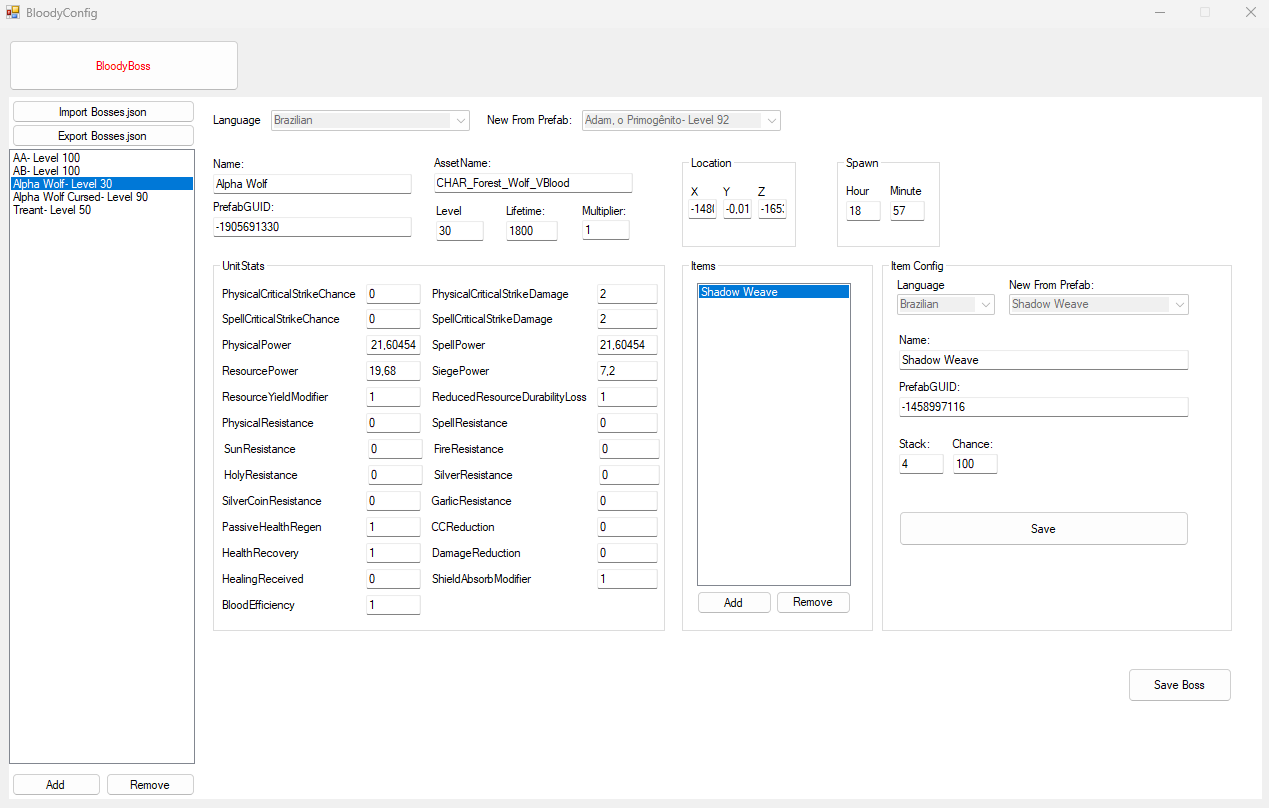 BloodyConfig
BloodyBoss
Import Bosses.json
Export Bosses.json
AA- Level 100
AB- Level 100
Alpha Wolf- Level 30
Alpha Wolf Cursed- Level 90
Treant- Level 50
Add Remove
Language Brazilian New From Prefab: Adam, o Primogênito- Level 92
Name:
Alpha Wolf
PrefabGUID:
-1905691330
AssetName:
CHAR_Forest_Wolf_VBlood
Level Lifetime: Multiplier:
30 1800 1
Location
X Y Z
-148 -0,01 -165
Spawn
Hour Minute
18 57
UnitStats
PhysicalCriticalStrikeChance 0 PhysicalCriticalStrikeDamage 2
SpellCriticalStrikeChance 0 SpellCriticalStrikeDamage 2
PhysicalPower 21,60454 SpellPower 21,60454
ResourcePower 19,68 SiegePower 7,2
ResourceYieldModifier 1 ReducedResourceDurabilityLoss 1
PhysicalResistance 0 SpellResistance 0
SunResistance 0 FireResistance 0
HolyResistance 0 SilverResistance 0
SilverCoinResistance 0 GarlicResistance 0
PassiveHealthRegen 1 CCReduction 0
HealthRecovery 1 DamageReduction 0
HealingReceived 0 ShieldAbsorbModifier 1
BloodEfficiency 1
Items
Shadow Weave
Add Remove
Item Config
Language New From Prefab:
Brazilian Shadow Weave
Name:
Shadow Weave
PrefabGUID:
-1458997116
Stack: Chance:
4 100
Save
Save Boss